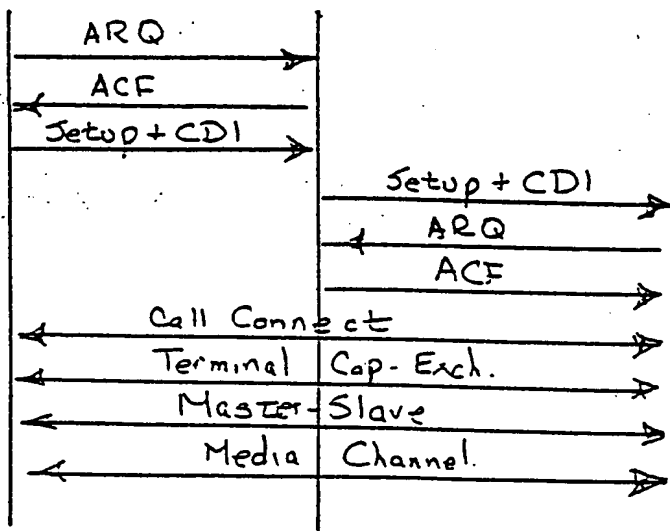 ARQ
ACF
Setup + CDI
Setup + CDI
ARQ
ACF
Call Connect
Terminal Cap-Exch.
Master-Slave
Media Channel.